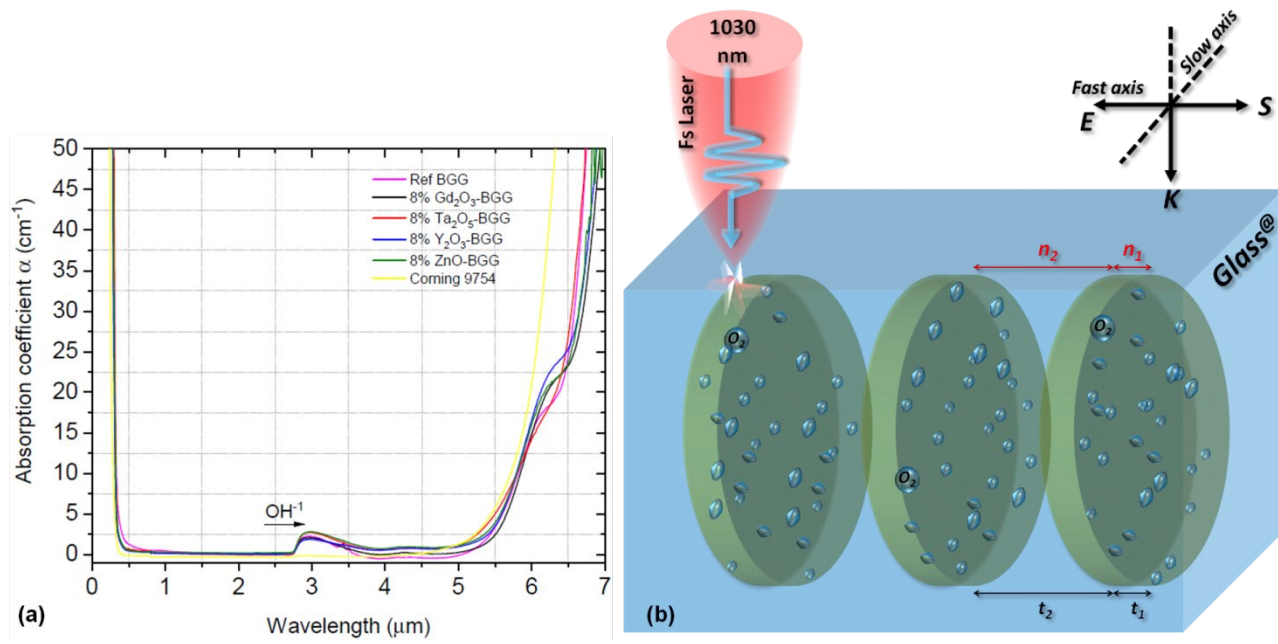 Absorption coefficient α (cm⁻¹)
50
45
40
35
30
25
20
15
10
5
0
Ref BGG
8% Gd₂O₃-BGG
8% Ta₂O₅-BGG
8% Y₂O₃-BGG
8% ZnO-BGG
Corning 9754
OH⁻¹
0 1 2 3 4 5 6 7
Wavelength (μm)
(a)
1030
nm
Fs Laser
Slow axis
Fast axis
E
S
K
Glass@
n₂
n₁
O₂
O₂
O₂
t₂
t₁
(b)